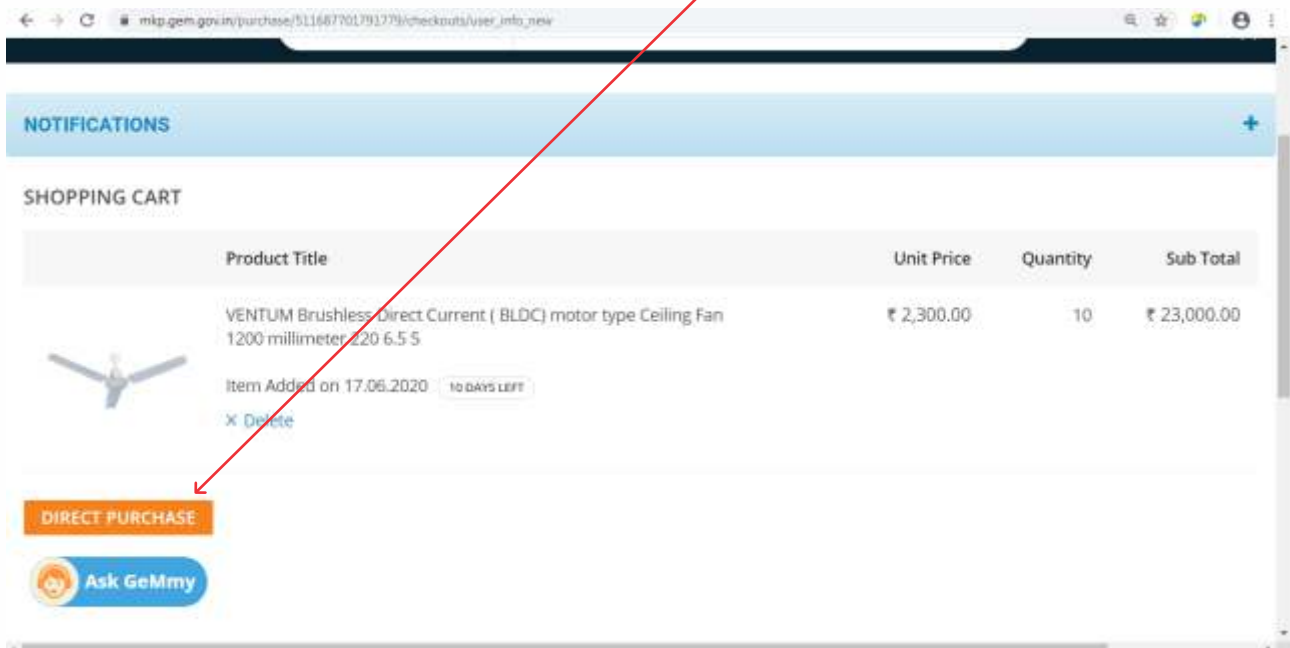 mkp.gem.gov.in/purchase/511687701791779/checkouts/user_info_new
NOTIFICATIONS +
SHOPPING CART
Product Title Unit Price Quantity Sub Total
VENTUM Brushless Direct Current ( BLDC) motor type Ceiling Fan ₹ 2,300.00 10 ₹ 23,000.00
1200 millimeter 220 6.5 5
Item Added on 17.06.2020 10 DAYS LEFT
× Delete
DIRECT PURCHASE
Ask GeMmy